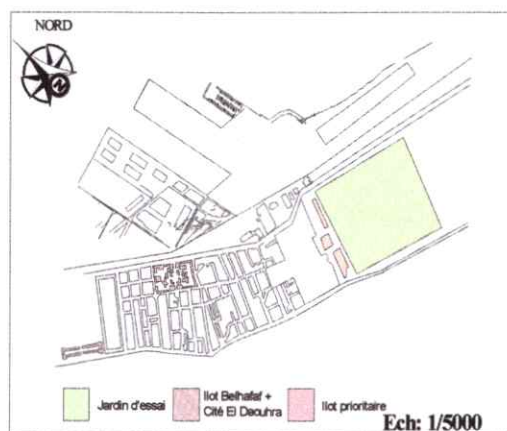 NORD
N
Jardin d'essai
Ilot Belhafaf +
Cité El Daouhra
Ilot prioritaire
Ech: 1/5000